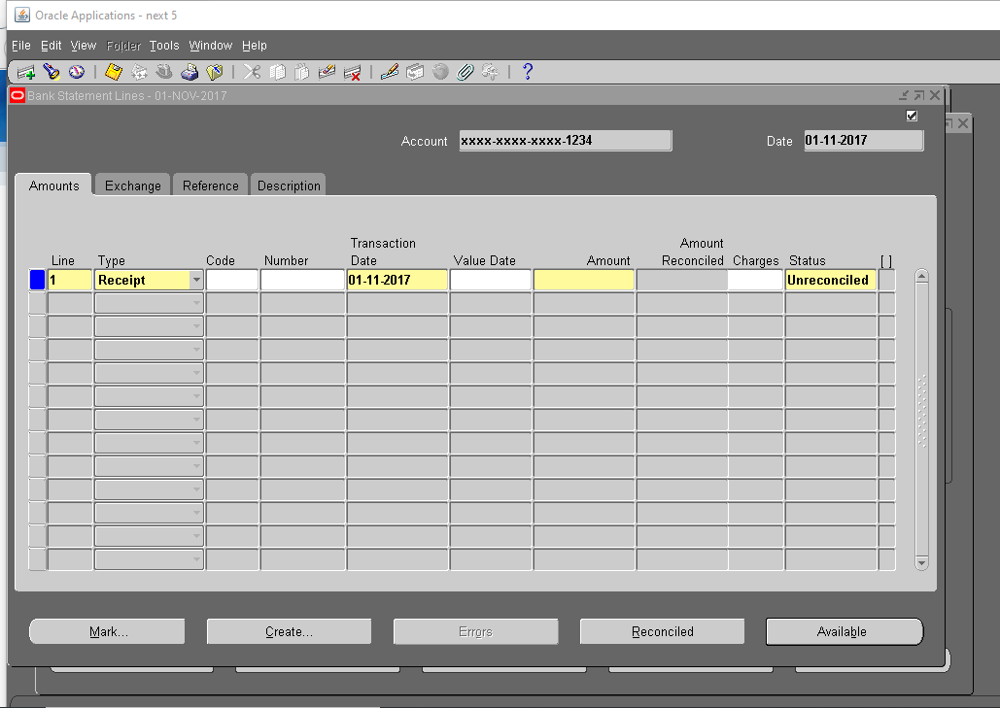 Oracle Applications - next 5
File Edit View Folder Tools Window Help
Bank Statement Lines - 01-NOV-2017
Account xxxx-xxxx-xxxx-1234 Date 01-11-2017
Amounts Exchange Reference Description
Transaction Amount
Line Type Code Number Date Value Date Amount Reconciled Charges Status [ ]
1 Receipt 01-11-2017 Unreconciled
Mark... Create... Errors Reconciled Available